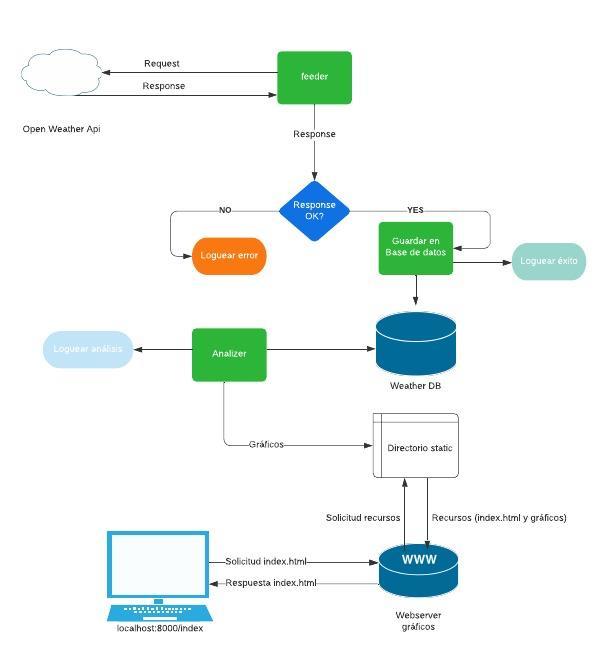 Request
feeder
Response
Open Weather Api
Response
Response
OK?
NO
YES
Loguear error
Guardar en
Base de datos
Loguear éxito
Loguear análisis
Analizer
Weather DB
Gráficos
Directorio static
Solicitud recursos
Recursos (index.html y gráficos)
WWW
Solicitud index.html
Respuesta index.html
Webserver
gráficos
localhost:8000/index